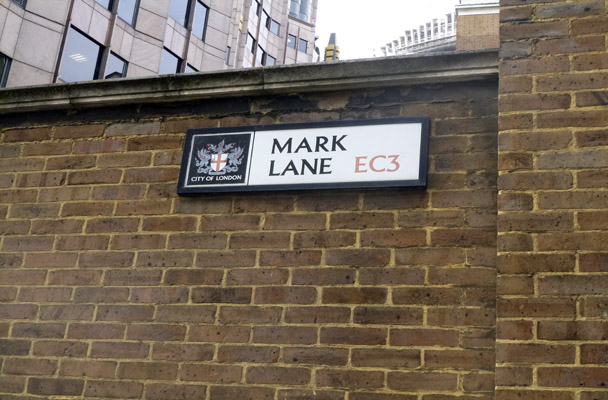 MARK
LANE EC3
CITY OF LONDON